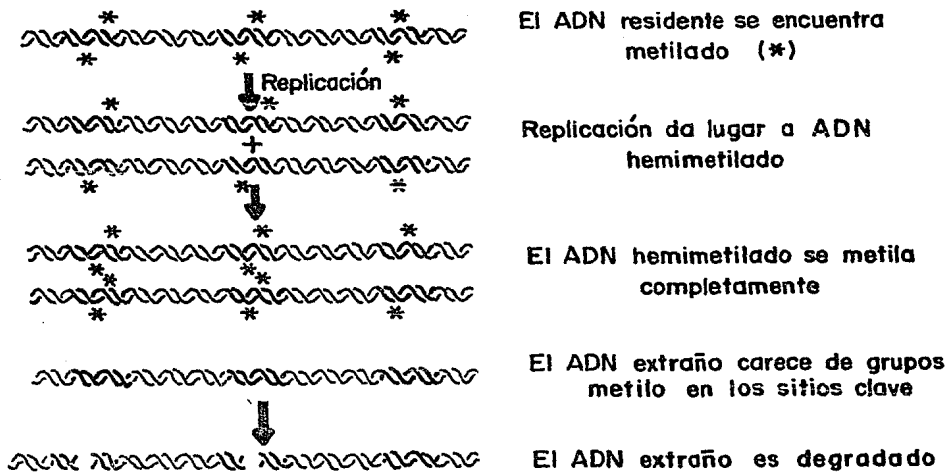 El ADN residente se encuentra
metilado (*)
Replicación
Replicación da lugar a ADN
hemimetilado
El ADN hemimetilado se metila
completamente
El ADN extraño carece de grupos
metilo en los sitios clave
El ADN extraño es degradado